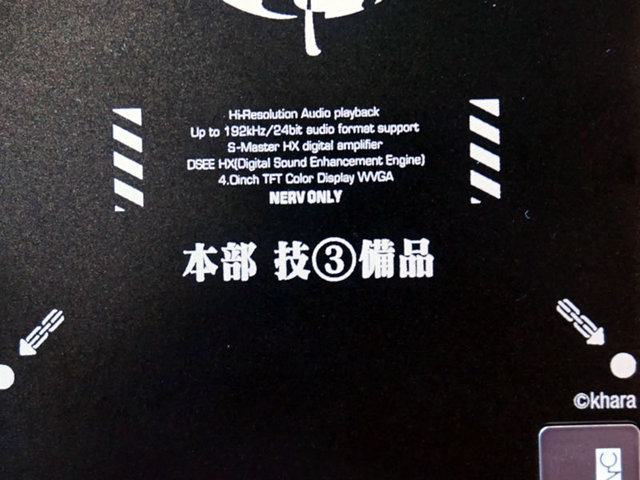 Hi-Resolution Audio playback
Up to 192kHz/24bit audio format support
S-Master HX digital amplifier
DSEE HX(Digital Sound Enhancement Engine)
4.0inch TFT Color Display WVGA
NERV ONLY
本部 技③備品
©khara